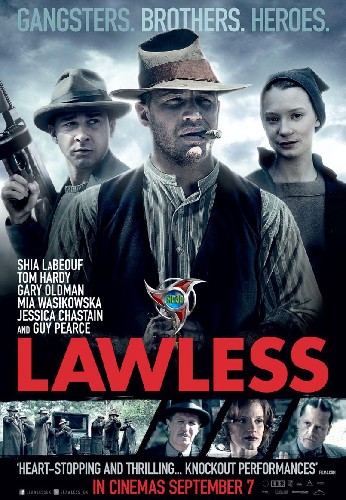 GANGSTERS. BROTHERS. HEROES.
SHIA LABEOUF
TOM HARDY
GARY OLDMAN
MIA WASIKOWSKA
JESSICA CHASTAIN
AND GUY PEARCE
LAWLESS
'HEART-STOPPING AND THRILLING... KNOCKOUT PERFORMANCES'
IN CINEMAS SEPTEMBER 7